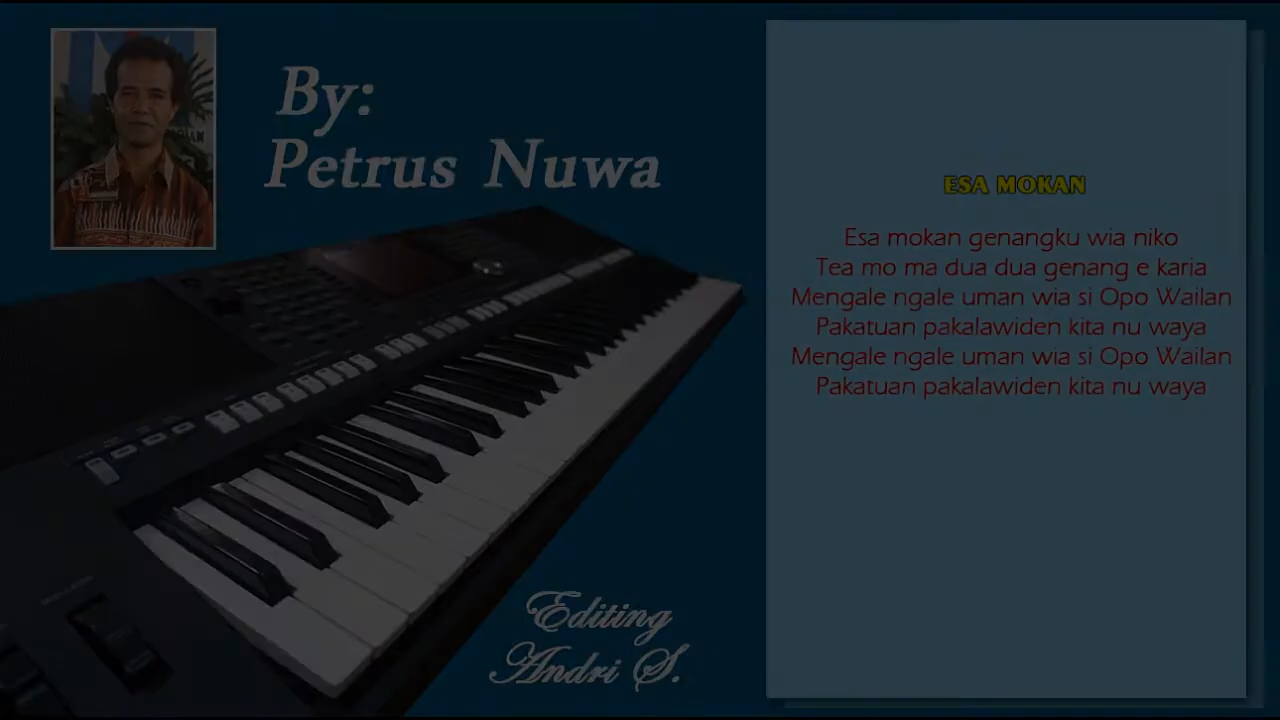 By:
Petrus Nuwa
ESA MOKAN
Esa mokan genangku wia niko
Tea mo ma dua dua genang e karia
Mengale ngale uman wia si Opo Wailan
Pakatuan pakalawiden kita nu waya
Mengale ngale uman wia si Opo Wailan
Pakatuan pakalawiden kita nu waya
Editing
Andri S.